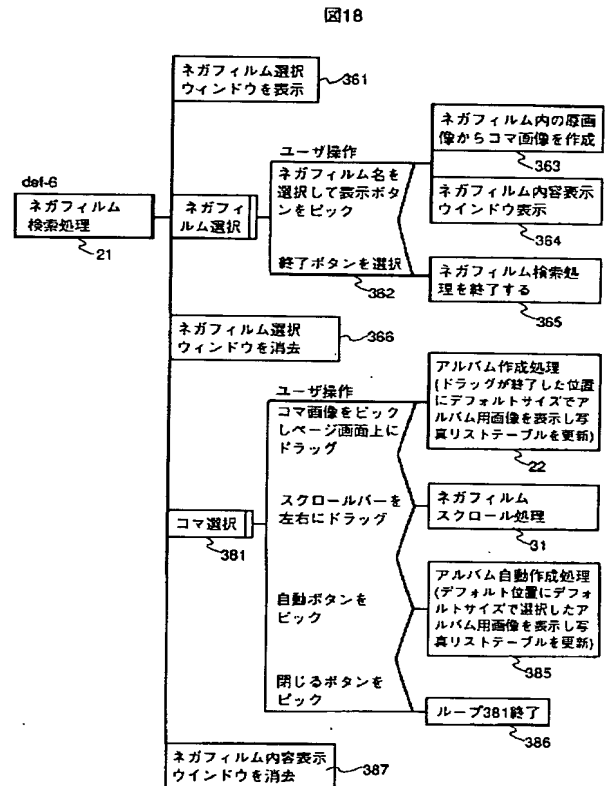 図18
ネガフィルム選択
ウィンドウを表示
361
def-6
ネガフィルム
検索処理
21
ネガフィ
ルム選択
ユーザ操作
ネガフィルム名を
選択して表示ボタ
ンをピック
終了ボタンを選択
362
ネガフィルム内の原画
像からコマ画像を作成
363
ネガフィルム内容表示
ウインドウ表示
364
ネガフィルム検索処
理を終了する
365
ネガフィルム選択
ウィンドウを消去
366
コマ選択
381
ユーザ操作
コマ画像をピック
しページ画面上に
ドラッグ
アルバム作成処理
(ドラッグが終了した位置
にデフォルトサイズでア
ルバム用画像を表示し写
真リストテーブルを更新)
22
スクロールバーを
左右にドラッグ
ネガフィルム
スクロール処理
31
自動ボタンを
ピック
アルバム自動作成処理
(デフォルト位置にデフォ
ルトサイズで選択したア
ルバム用画像を表示し写
真リストテーブルを更新)
385
閉じるボタンを
ピック
ループ381終了
386
ネガフィルム内容表示
ウインドウを消去
387